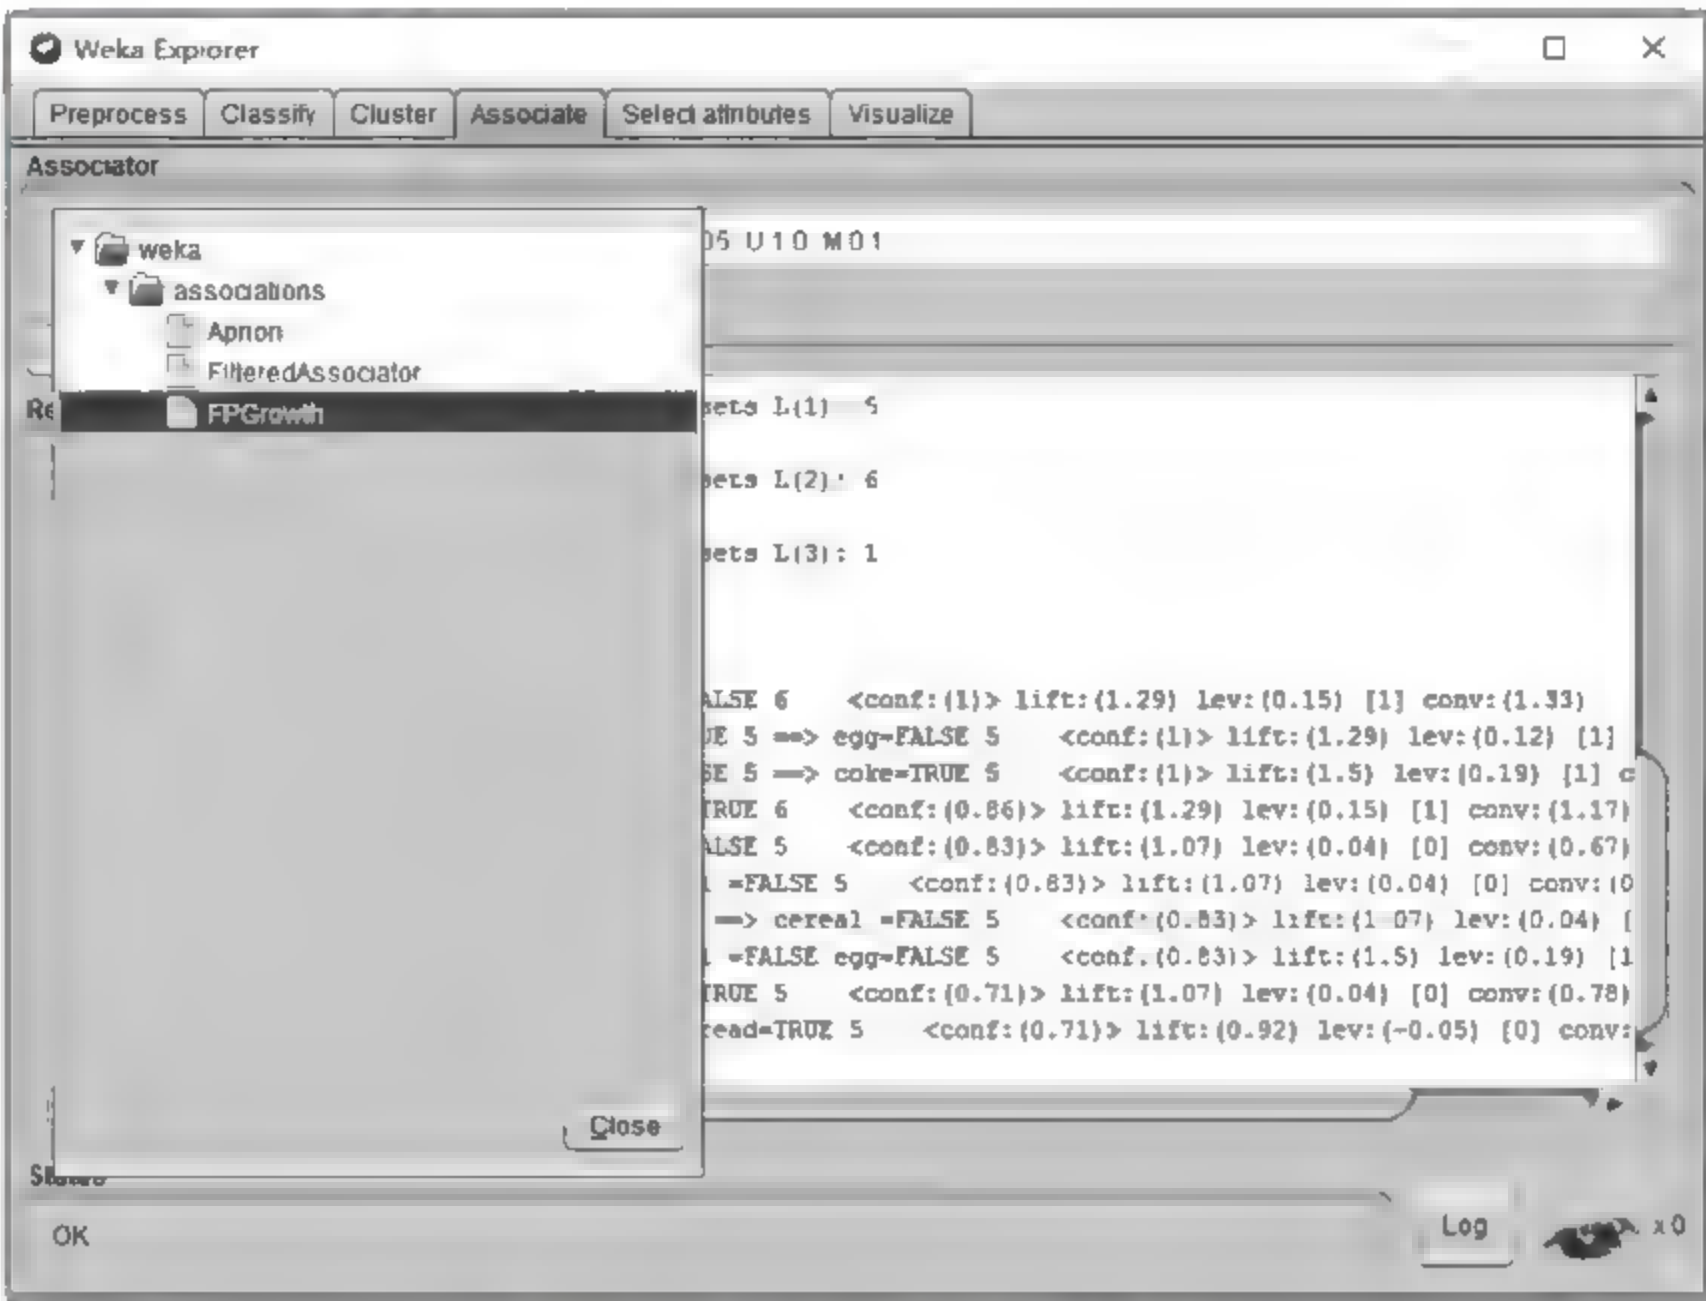 Weka Explorer
Preprocess Classify Cluster Associate Select attributes Visualize
Associator
05 U 1 0 M 0 1
weka
associations
Apriori
FilteredAssociator
FPGrowth
Re
sets L(1) 5
sets L(2): 6
sets L(3): 1
ALSE 6 <conf:(1)> lift:(1.29) lev:(0.15) [1] conv:(1.33)
UE 5 ==> egg=FALSE 5 <conf:(1)> lift:(1.29) lev:(0.12) [1]
SE 5 ==> coke=TRUE 5 <conf:(1)> lift:(1.5) lev:(0.19) [1] c
TRUE 6 <conf:(0.86)> lift:(1.29) lev:(0.15) [1] conv:(1.17)
ALSE 5 <conf:(0.83)> lift:(1.07) lev:(0.04) [0] conv:(0.67)
l =FALSE 5 <conf:(0.83)> lift:(1.07) lev:(0.04) [0] conv:(0
==> cereal =FALSE 5 <conf:(0.83)> lift:(1.07) lev:(0.04) [
l =FALSE egg=FALSE 5 <conf:(0.83)> lift:(1.5) lev:(0.19) [1
TRUE 5 <conf:(0.71)> lift:(1.07) lev:(0.04) [0] conv:(0.78)
read=TRUE 5 <conf:(0.71)> lift:(0.92) lev:(-0.05) [0] conv:
Close
Status
OK
Log
x 0